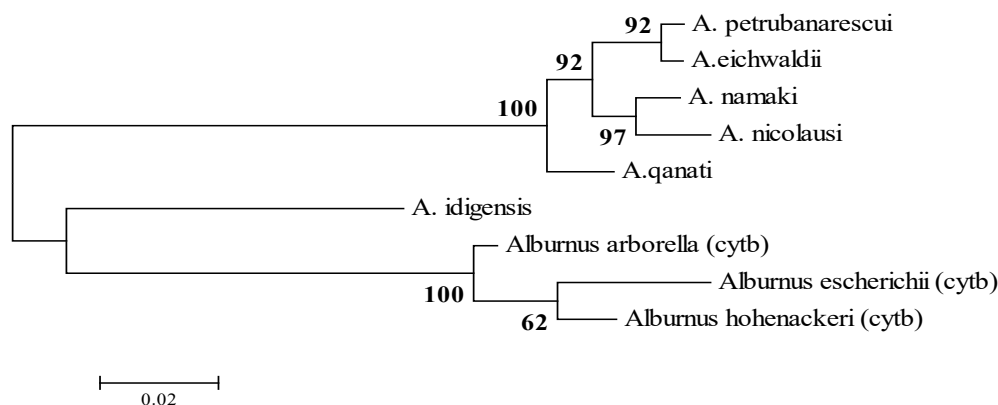 92
A. petrubanarescui
A.eichwaldii
92
A. namaki
100
97
A. nicolausi
A.qanati
A. idigensis
Alburnus arborella (cytb)
100
Alburnus escherichii (cytb)
62
Alburnus hohenackeri (cytb)
0.02